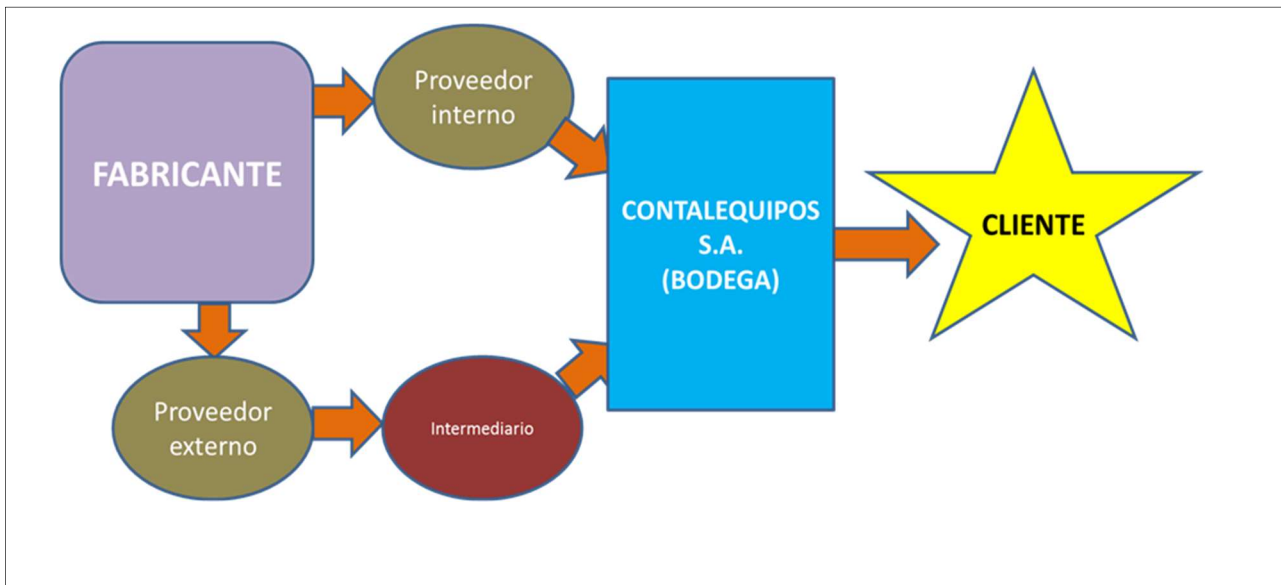 Proveedor
interno
FABRICANTE
CONTALEQUIPOS
S.A.
(BODEGA)
CLIENTE
Proveedor
externo
Intermediario